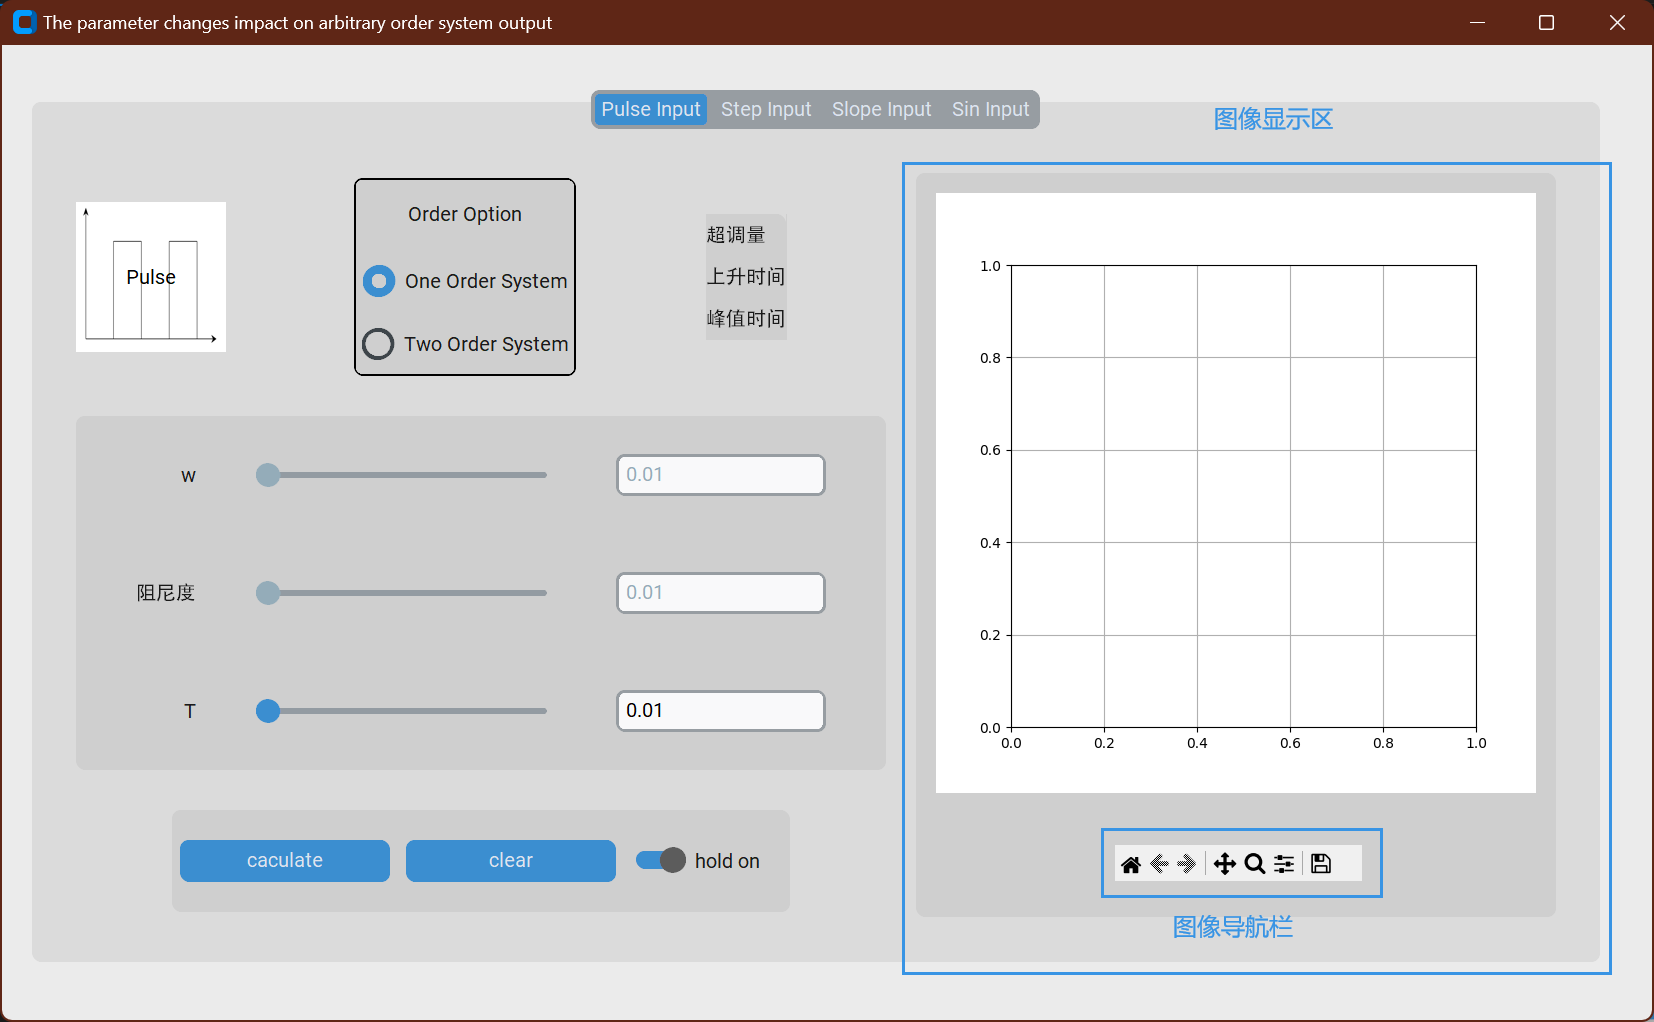 The parameter changes impact on arbitrary order system output
Pulse Input Step Input Slope Input Sin Input
图像显示区
Pulse
Order Option
One Order System
Two Order System
超调量
上升时间
峰值时间
w
0.01
阻尼度
0.01
T
0.01
caculate
clear
hold on
1.0
0.8
0.6
0.4
0.2
0.0
0.0 0.2 0.4 0.6 0.8 1.0
图像导航栏